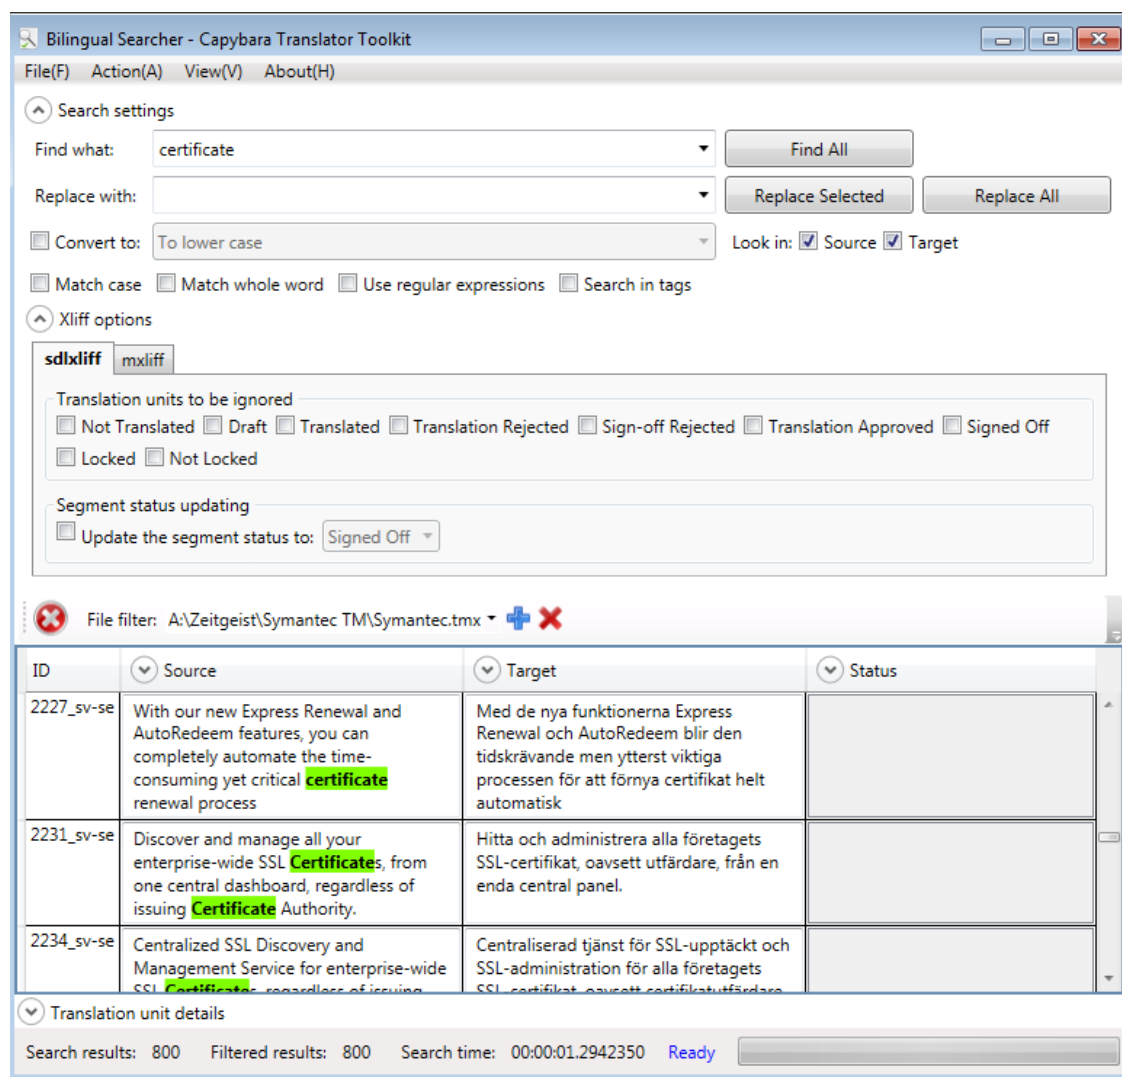 Bilingual Searcher - Capybara Translator Toolkit
File(F) Action(A) View(V) About(H)
Search settings
Find what: certificate Find All
Replace with: Replace Selected Replace All
Convert to: To lower case Look in: Source Target
Match case Match whole word Use regular expressions Search in tags
Xliff options
sdlxliff mxliff
Translation units to be ignored
Not Translated Draft Translated Translation Rejected Sign-off Rejected Translation Approved Signed Off
Locked Not Locked
Segment status updating
Update the segment status to: Signed Off
File filter: A:\Zeitgeist\Symantec TM\Symantec.tmx
ID Source Target Status
2227_sv-se
With our new Express Renewal and
AutoRedeem features, you can
completely automate the time-
consuming yet critical certificate
renewal process
Med de nya funktionerna Express
Renewal och AutoRedeem blir den
tidskrävande men ytterst viktiga
processen för att förnya certifikat helt
automatisk
2231_sv-se
Discover and manage all your
enterprise-wide SSL Certificates, from
one central dashboard, regardless of
issuing Certificate Authority.
Hitta och administrera alla företagets
SSL-certifikat, oavsett utfärdare, från en
enda central panel.
2234_sv-se
Centralized SSL Discovery and
Management Service for enterprise-wide
SSL Certificates, regardless of issuing
Centraliserad tjänst för SSL-upptäckt och
SSL-administration för alla företagets
SSL-certifikat, oavsett certifikatutfärdare
Translation unit details
Search results: 800 Filtered results: 800 Search time: 00:00:01.2942350 Ready